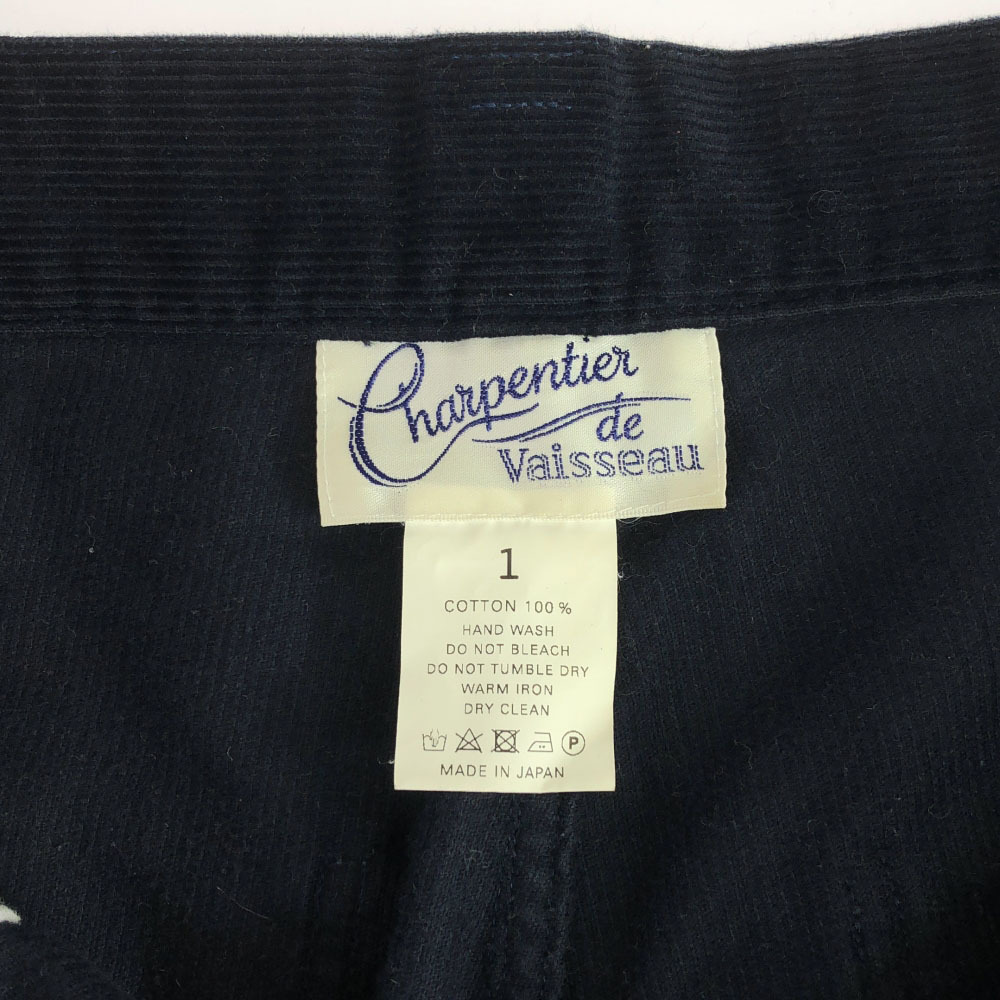 Charpentier
de
Vaisseau
1
COTTON 100%
HAND WASH
DO NOT BLEACH
DO NOT TUMBLE DRY
WARM IRON
DRY CLEAN
P
MADE IN JAPAN